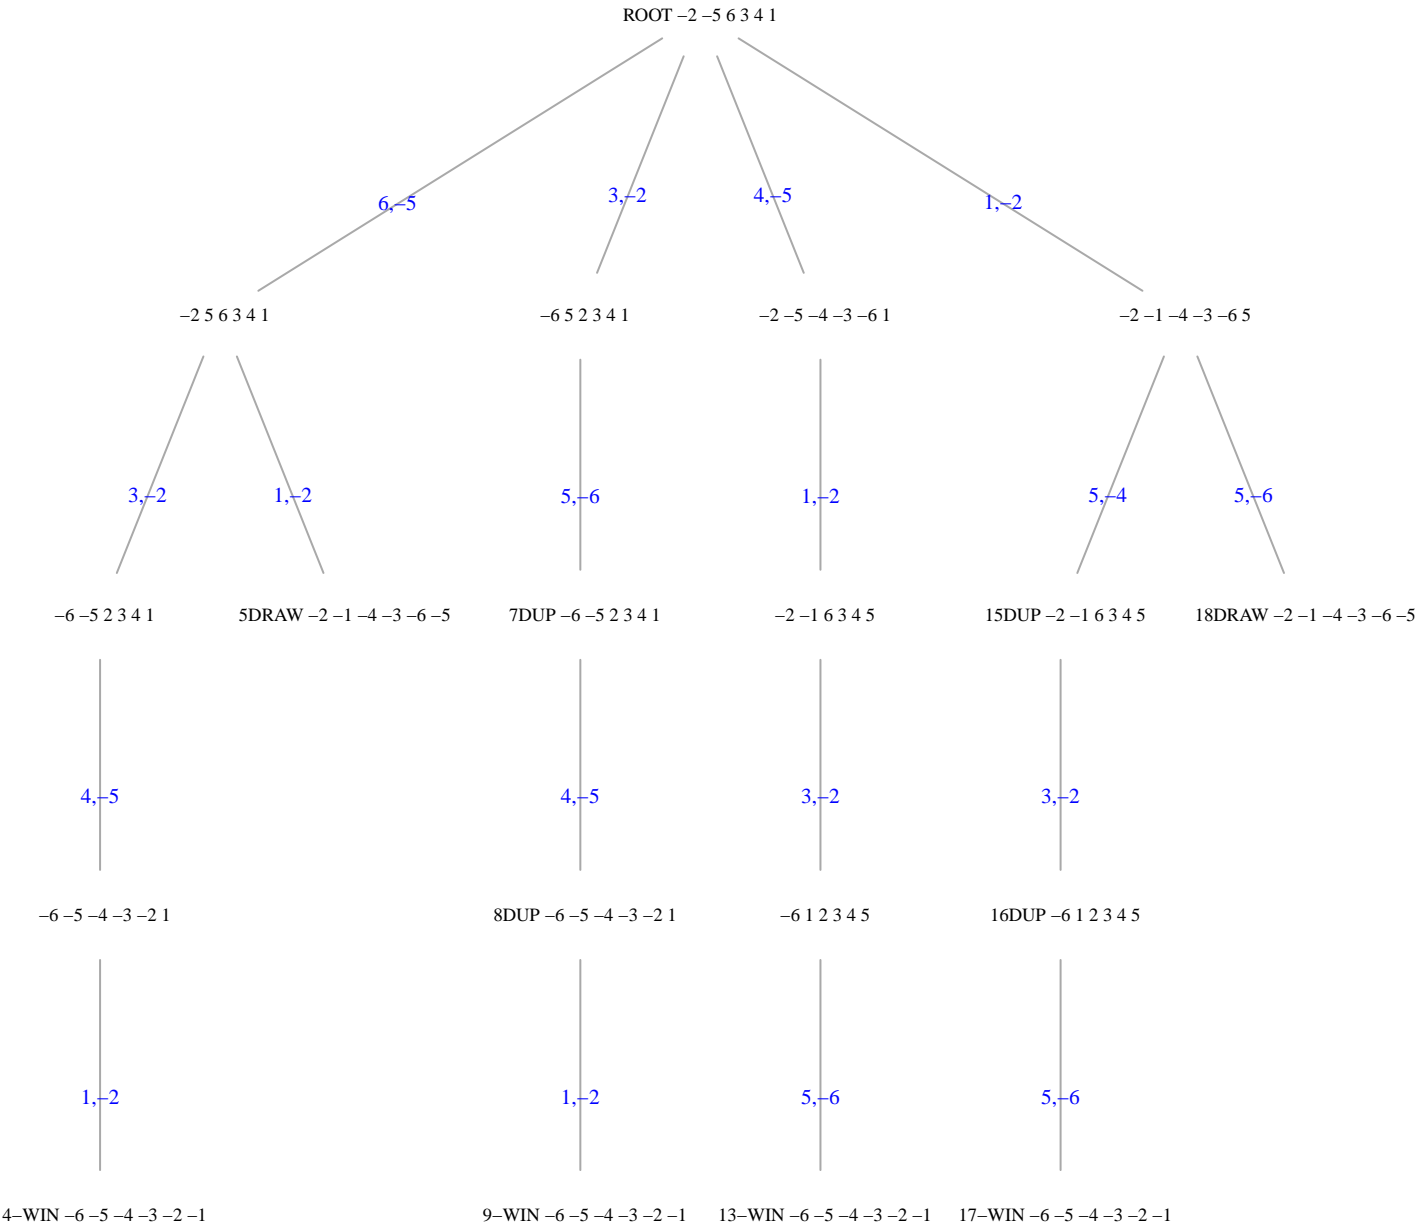 ROOT –2 –5 6 3 4 1
6,–5
3,–2
4,–5
1,–2
–2 5 6 3 4 1
–6 5 2 3 4 1
–2 –5 –4 –3 –6 1
–2 –1 –4 –3 –6 5
3,–2
1,–2
5,–6
1,–2
5,–4
5,–6
–6 –5 2 3 4 1
5DRAW –2 –1 –4 –3 –6 –5
7DUP –6 –5 2 3 4 1
–2 –1 6 3 4 5
15DUP –2 –1 6 3 4 5
18DRAW –2 –1 –4 –3 –6 –5
4,–5
4,–5
3,–2
3,–2
–6 –5 –4 –3 –2 1
8DUP –6 –5 –4 –3 –2 1
–6 1 2 3 4 5
16DUP –6 1 2 3 4 5
1,–2
1,–2
5,–6
5,–6
4–WIN –6 –5 –4 –3 –2 –1
9–WIN –6 –5 –4 –3 –2 –1
13–WIN –6 –5 –4 –3 –2 –1
17–WIN –6 –5 –4 –3 –2 –1